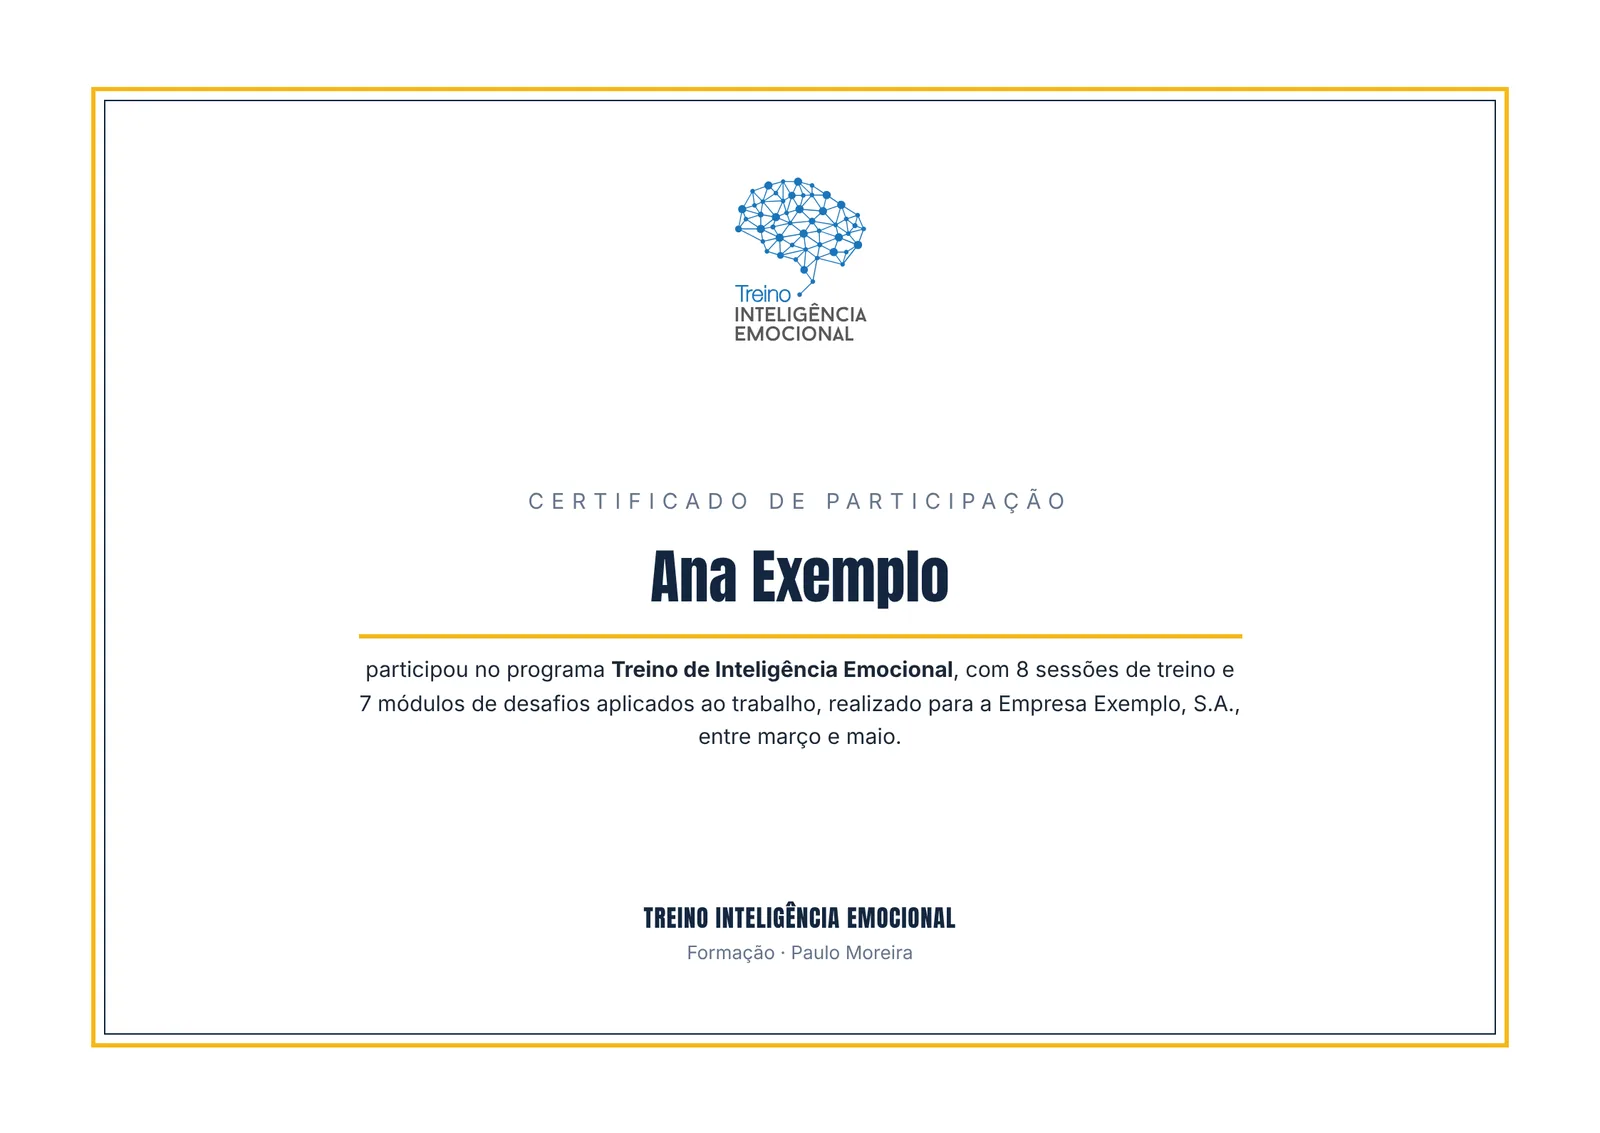 Treino
INTELIGÊNCIA
EMOCIONAL
CERTIFICADO DE PARTICIPAÇÃO
Ana Exemplo
participou no programa Treino de Inteligência Emocional, com 8 sessões de treino e
7 módulos de desafios aplicados ao trabalho, realizado para a Empresa Exemplo, S.A.,
entre março e maio.
TREINO INTELIGÊNCIA EMOCIONAL
Formação · Paulo Moreira